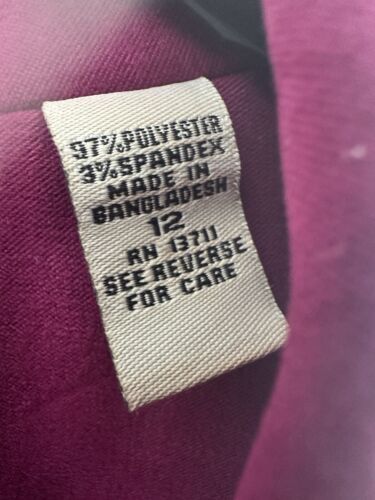 97%POLYESTER
3%SPANDEX
MADE IN
BANGLADESH
12
RN 13711
SEE REVERSE
FOR CARE